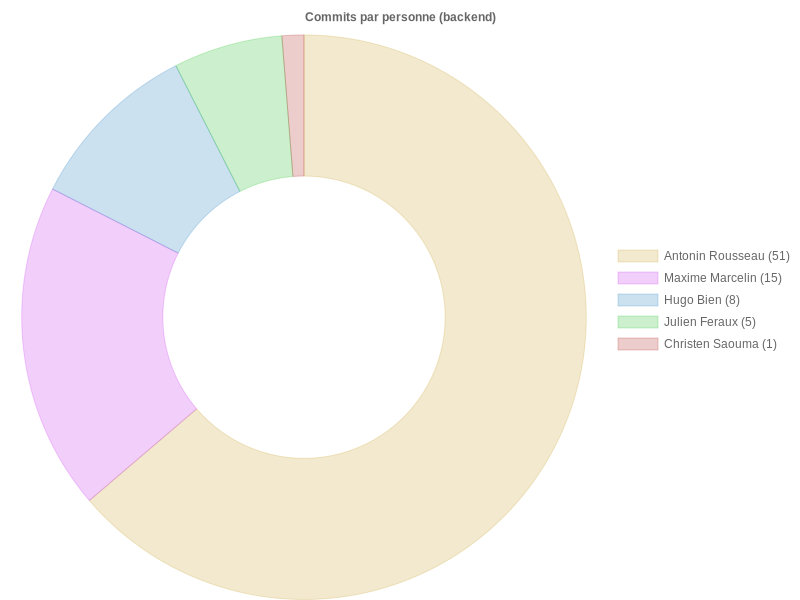 Commits par personne (backend)
Antonin Rousseau (51)
Maxime Marcelin (15)
Hugo Bien (8)
Julien Feraux (5)
Christen Saouma (1)